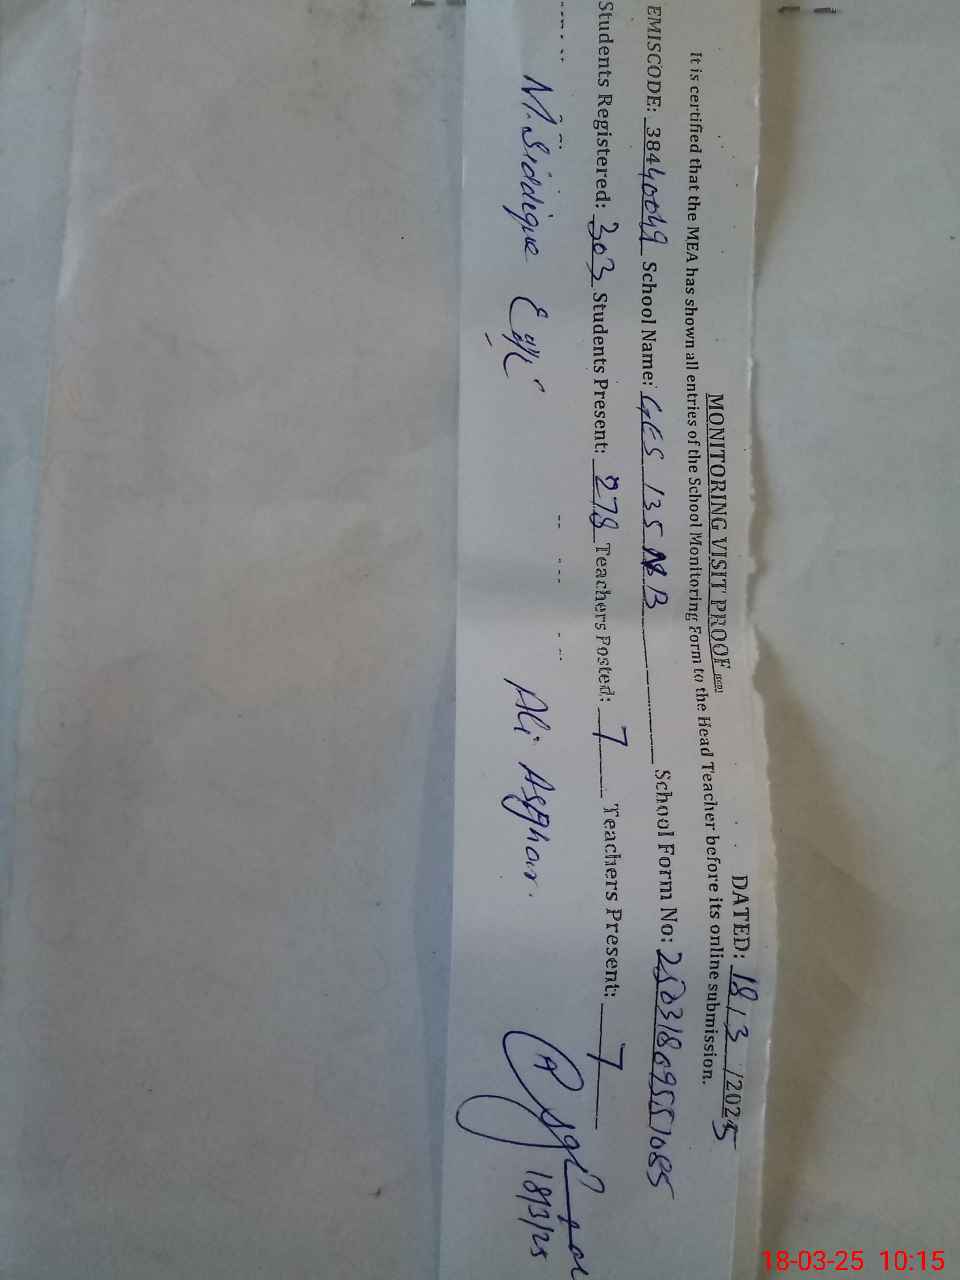 MONITORING VISIT PROOF DATED: 18/3/2025
It is certified that the MEA has shown all entries of the School Monitoring Form to the Head Teacher before its online submission.
EMISCODE: 38440049 School Name: GES 135 NB School Form No: 250318095551085
Students Registered: 303 Students Present: 278 Teachers Posted: 7 Teachers Present: 7
M. Siddique Ali Asghar.
18/3/25
18-03-25 10:15